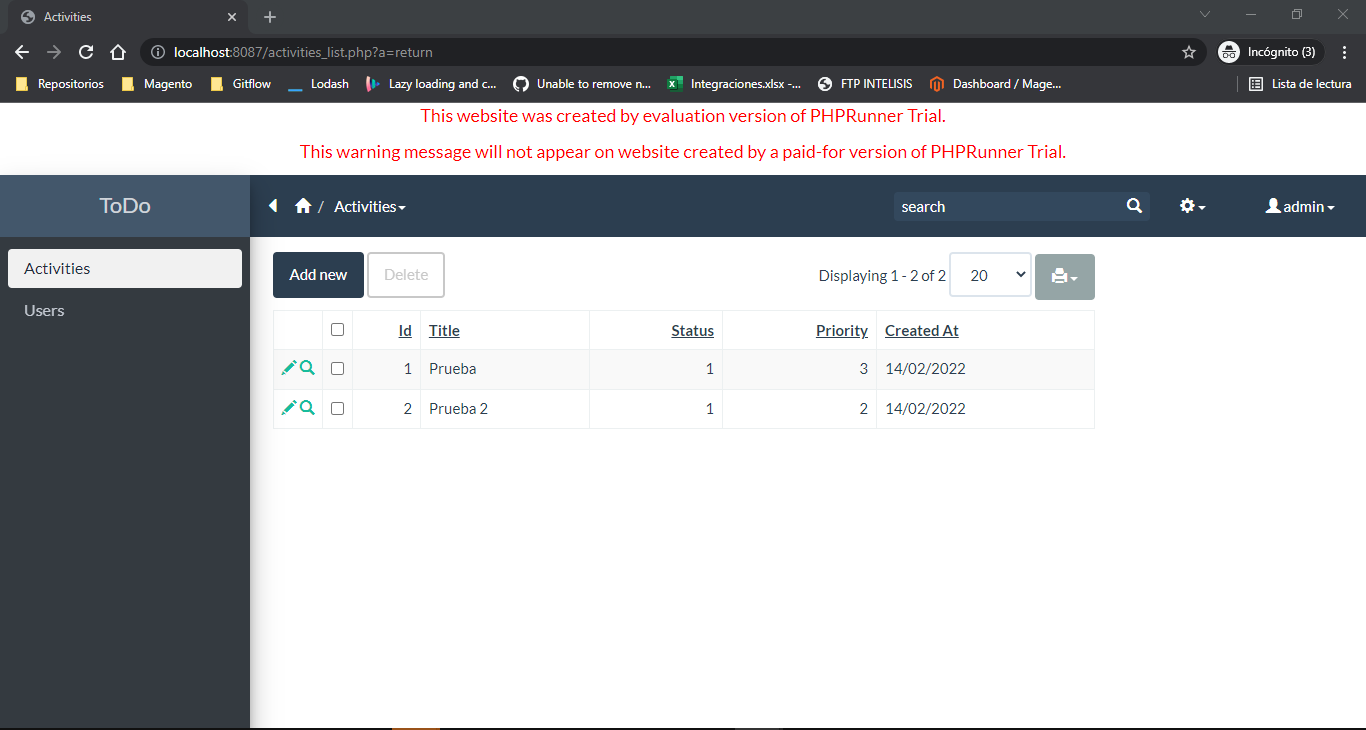 Activities
localhost:8087/activities_list.php?a=return
Incógnito (3)
Repositorios Magento Gitflow Lodash Lazy loading and c... Unable to remove n... Integraciones.xlsx -... FTP INTELISIS Dashboard / Mage... Lista de lectura
This website was created by evaluation version of PHPRunner Trial.
This warning message will not appear on website created by a paid-for version of PHPRunner Trial.
ToDo
/ Activities
search
admin
Activities
Users
Add new Delete
Displaying 1 - 2 of 2 20
Id Title Status Priority Created At
1 Prueba 1 3 14/02/2022
2 Prueba 2 1 2 14/02/2022